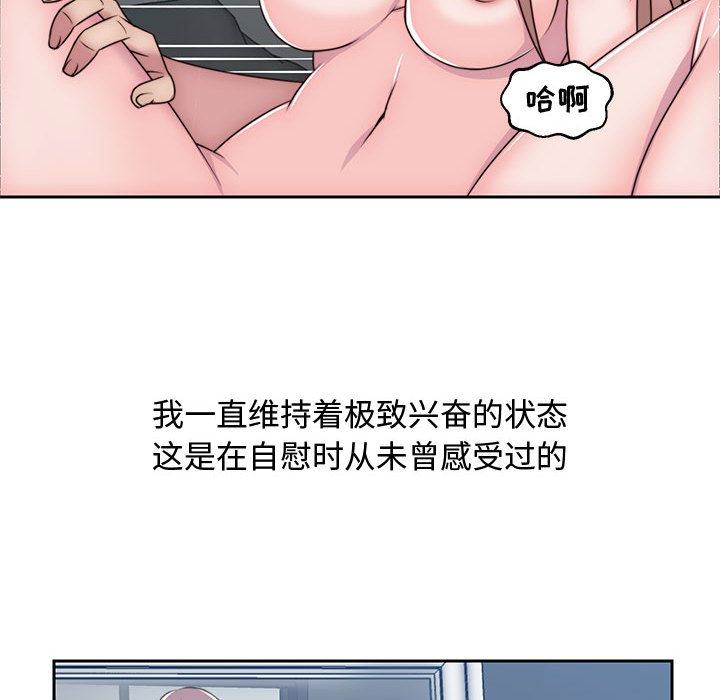 哈啊
我一直维持着极致兴奋的状态
这是在自慰时从未曾感受过的